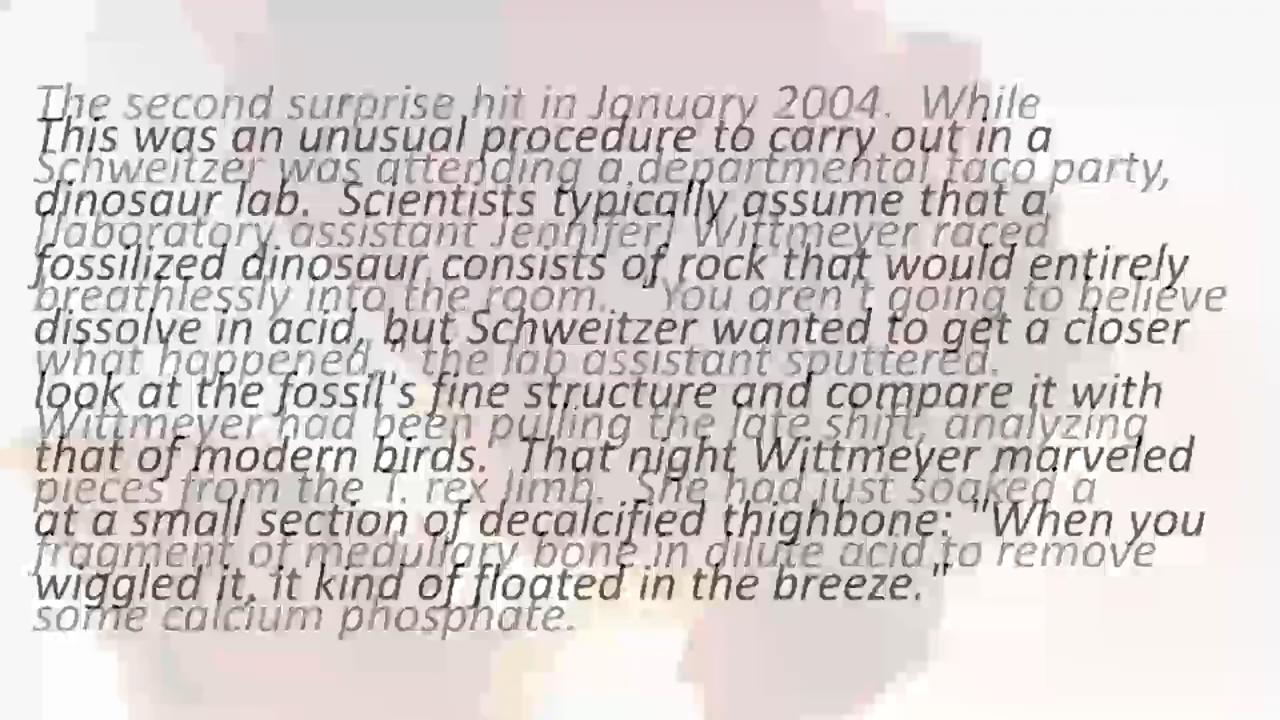 The second surprise hit in January 2004.  While
This was an unusual procedure to carry out in a
Schweitzer was attending a departmental taco party,
dinosaur lab.  Scientists typically assume that a
[laboratory assistant Jennifer] Wittmeyer raced
fossilized dinosaur consists of rock that would entirely
breathlessly into the room.  "You aren't going to believe
dissolve in acid, but Schweitzer wanted to get a closer
what happened," the lab assistant sputtered.
look at the fossil's fine structure and compare it with
Wittmeyer had been pulling the late shift, analyzing
that of modern birds.  That night Wittmeyer marveled
pieces from the T. rex limb.  She had just soaked a
at a small section of decalcified thighbone: "When you
fragment of medullary bone in dilute acid to remove
wiggled it, it kind of floated in the breeze."
some calcium phosphate.